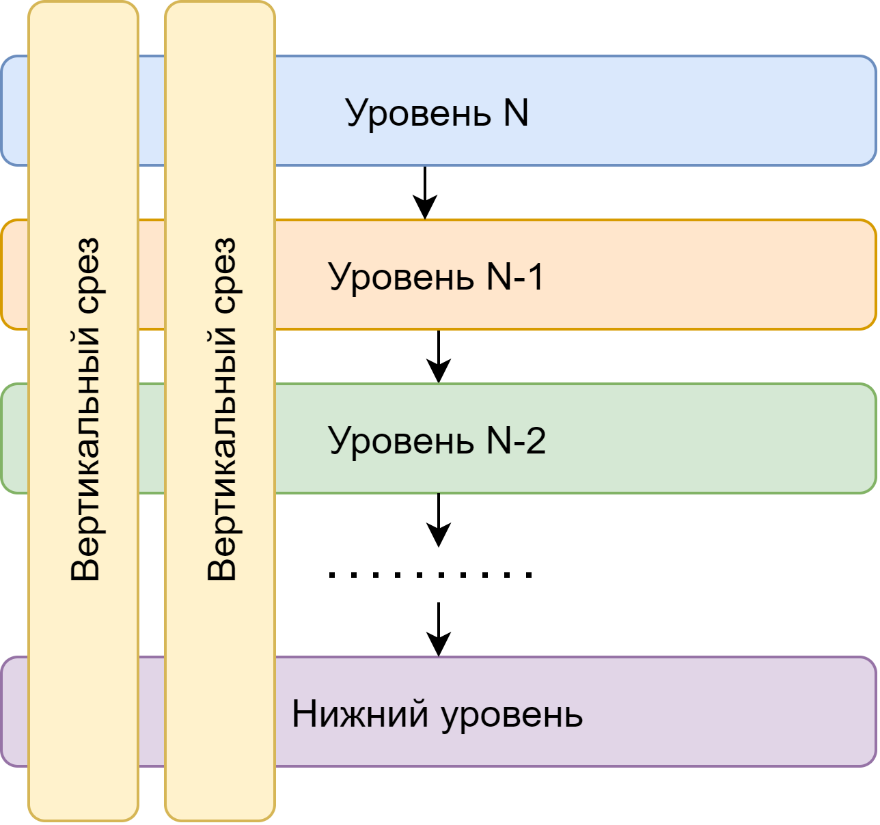 Вертикальный срез
Вертикальный срез
Уровень N
Уровень N-1
Уровень N-2
. . . . . . . . . .
Нижний уровень